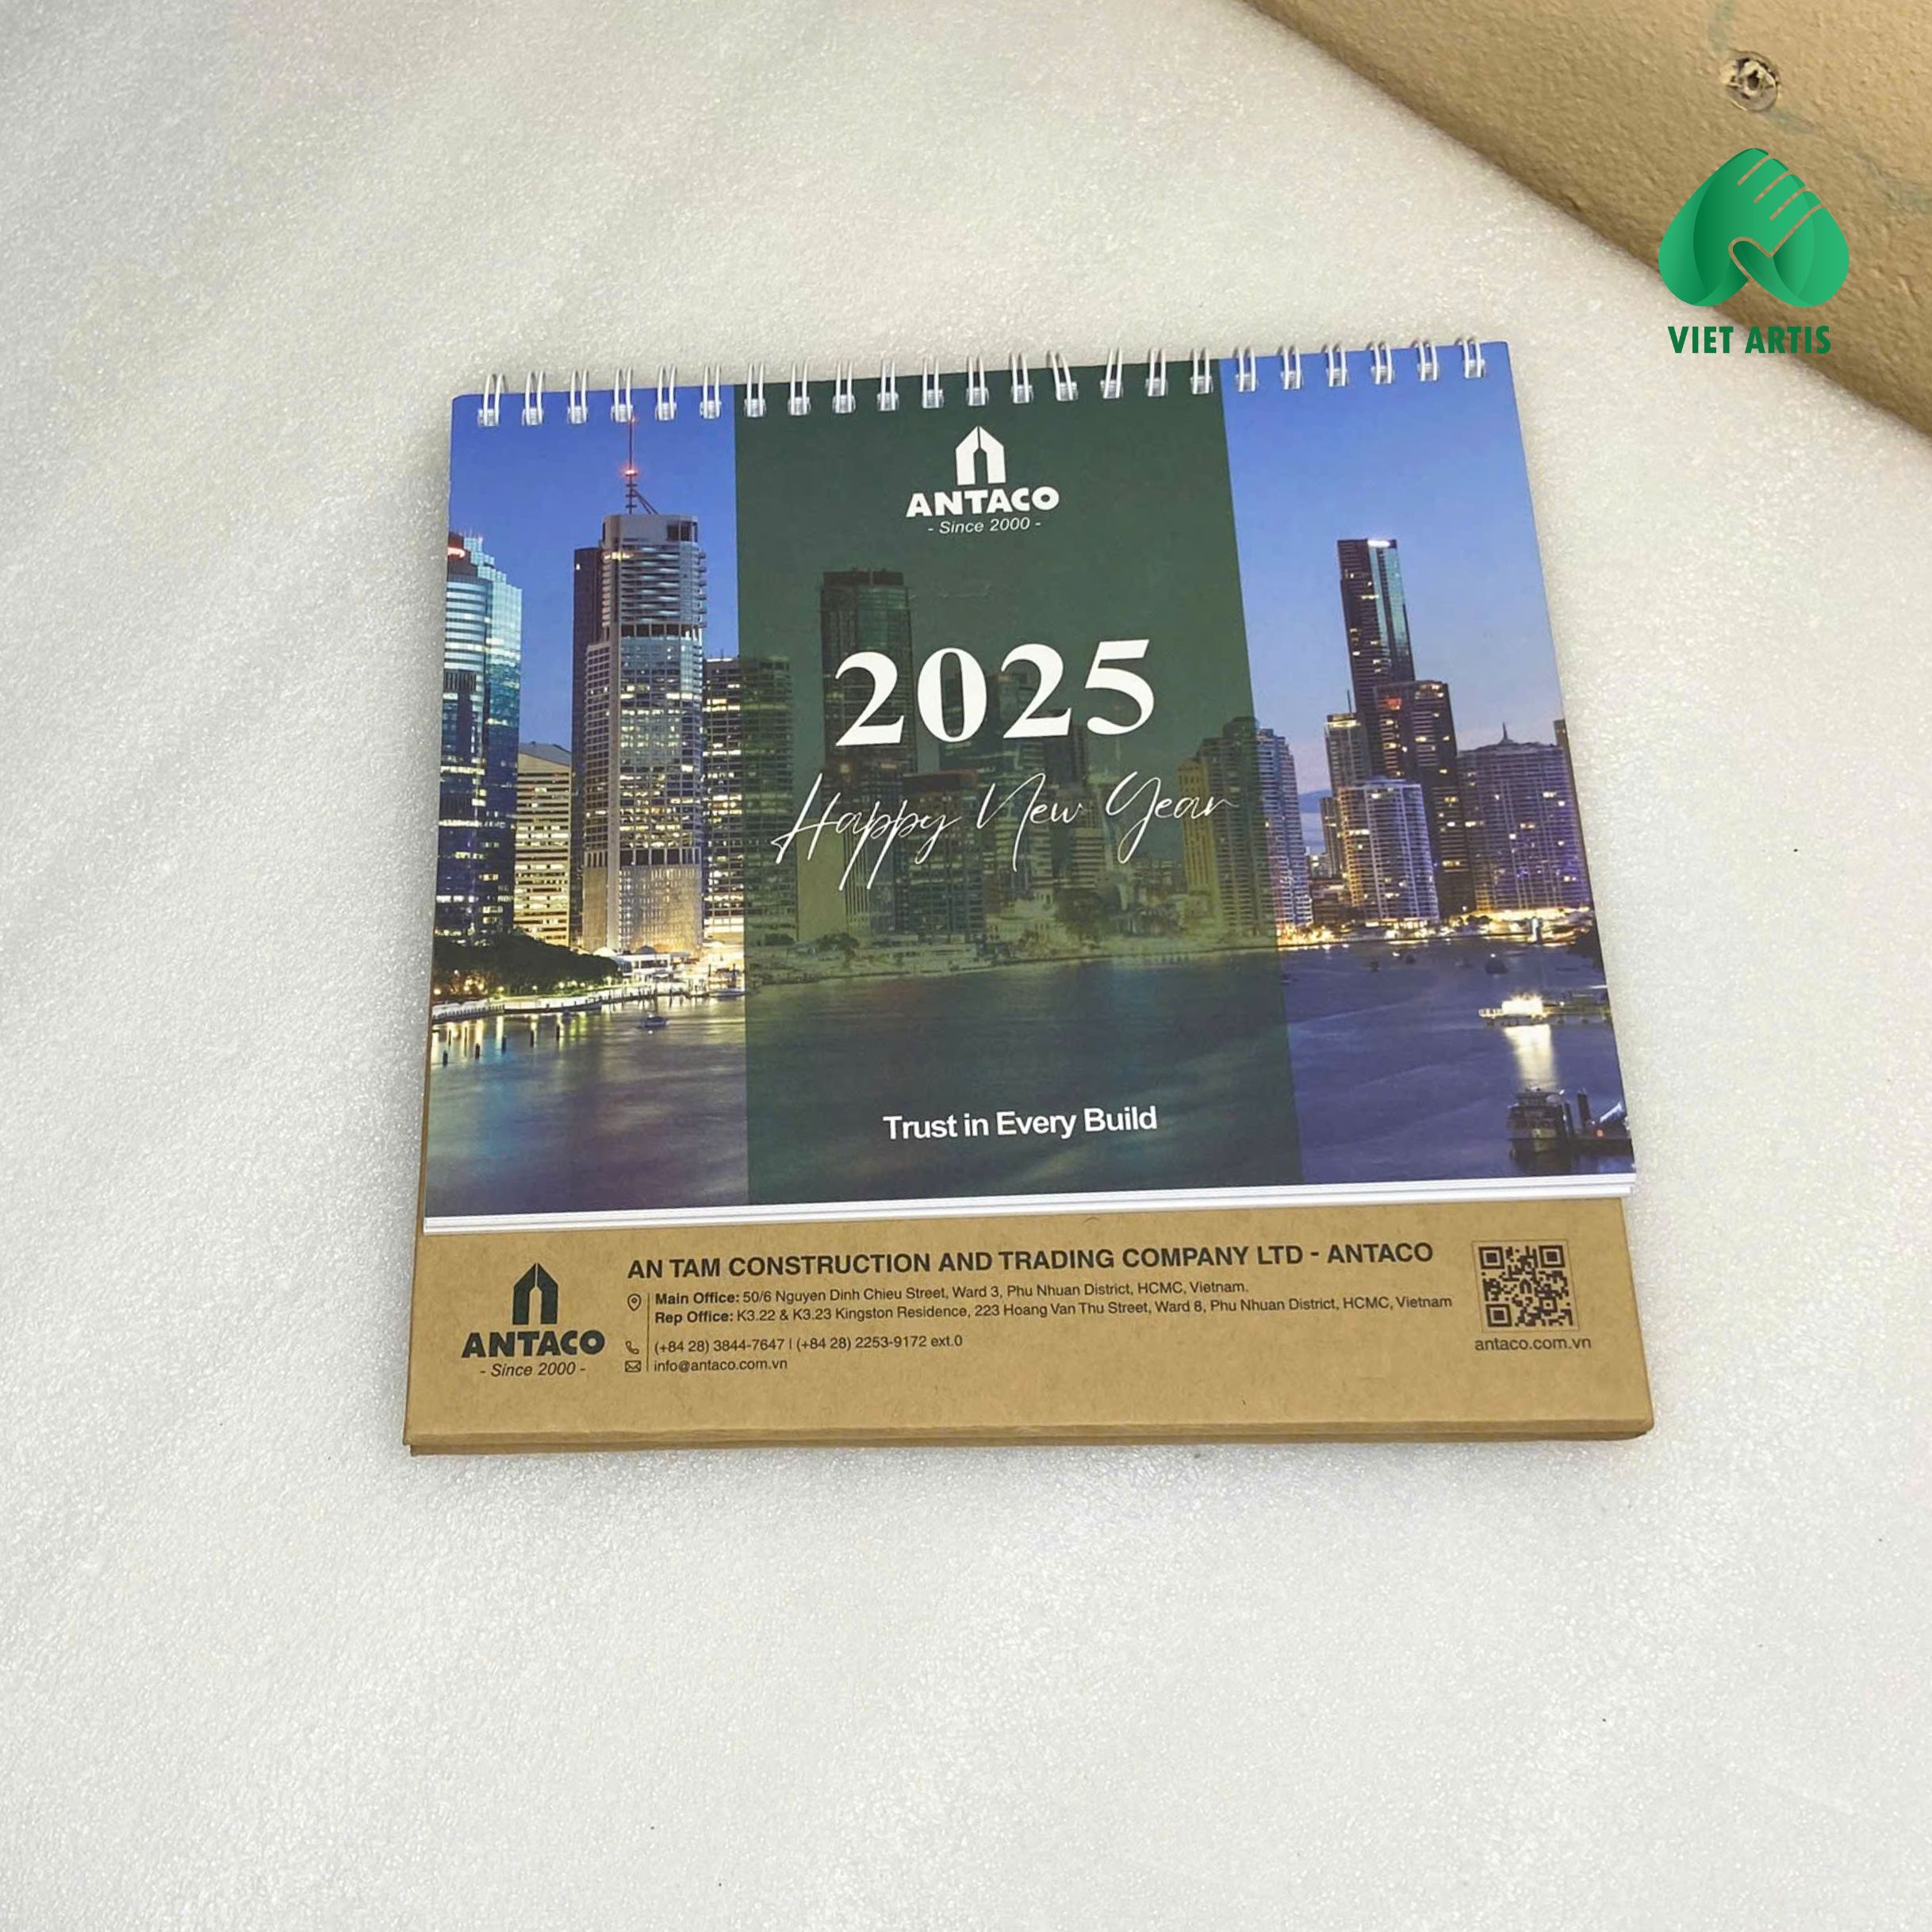 VIET ARTIS
ANTACO
- Since 2000 -
2025
Happy New Year
Trust in Every Build
ANTACO
- Since 2000 -
AN TAM CONSTRUCTION AND TRADING COMPANY LTD - ANTACO
Main Office: 50/6 Nguyen Dinh Chieu Street, Ward 3, Phu Nhuan District, HCMC, Vietnam.
Rep Office: K3.22 & K3.23 Kingston Residence, 223 Hoang Van Thu Street, Ward 8, Phu Nhuan District, HCMC, Vietnam
(+84 28) 3844-7647 | (+84 28) 2253-9172 ext.0
info@antaco.com.vn
antaco.com.vn